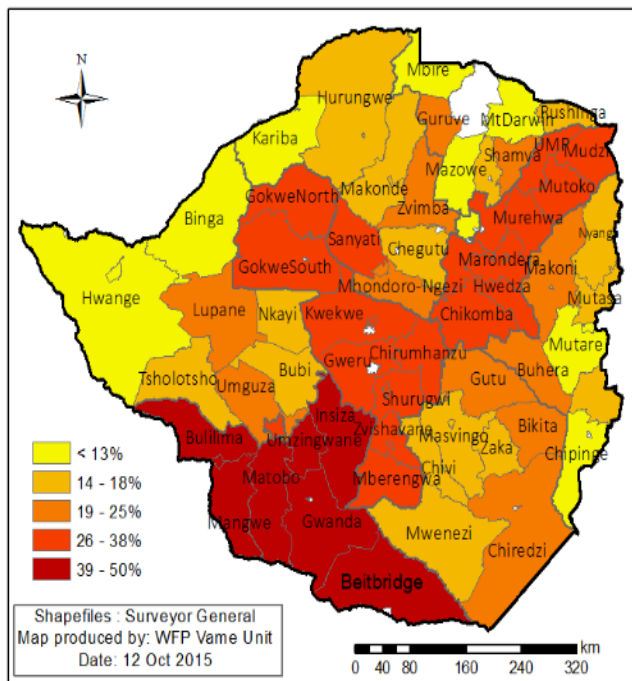 N
Mbire
Hurungwe
Guruve
MtDarwin
Rushinga
Kariba
UMP
Mudzi
Shamva
Mazowe
Makonde
Mutoko
GokweNorth
Zvimba
Murehwa
Binga
Sanyati
Chegutu
Nyanga
Marondera
Makoni
GokweSouth
Mhondoro-Ngezi
Hwedza
Hwange
Mutasa
Lupane
Nkayi
Kwekwe
Chikomba
Mutare
Gweru
Chirumhanzu
Tsholotsho
Bubi
Buhera
Umguza
Gutu
Shurugwi
Insiza
Bulilima
Umzingwane
Zvishavane
Masvingo
Bikita
Zaka
Chipinge
Matobo
Mberengwa
Chivi
Mangwe
Gwanda
Mwenezi
Chiredzi
Beitbridge
< 13%
14 - 18%
19 - 25%
26 - 38%
39 - 50%
Shapefiles : Surveyor General
Map produced by: WFP Vame Unit
Date: 12 Oct 2015
km
0 40 80 160 240 320